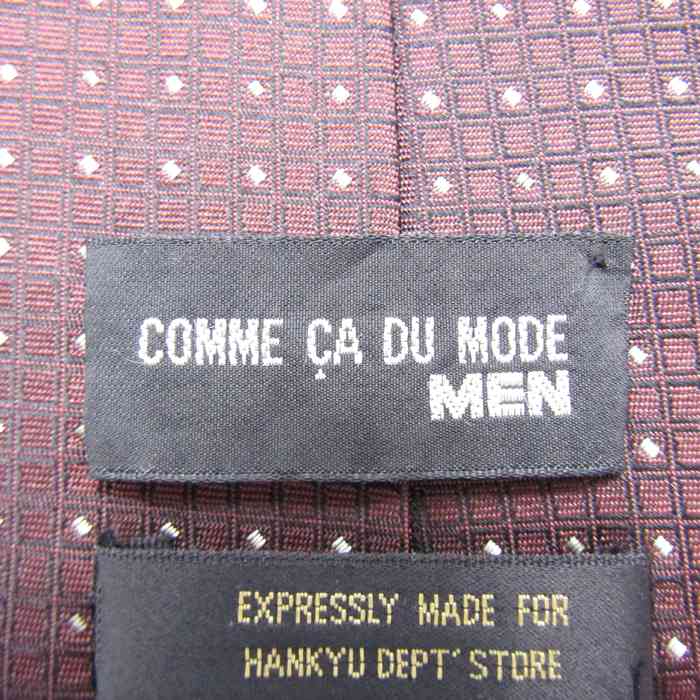 COMME ÇA DU MODE
MEN
EXPRESSLY MADE FOR
HANKYU DEPT' STORE